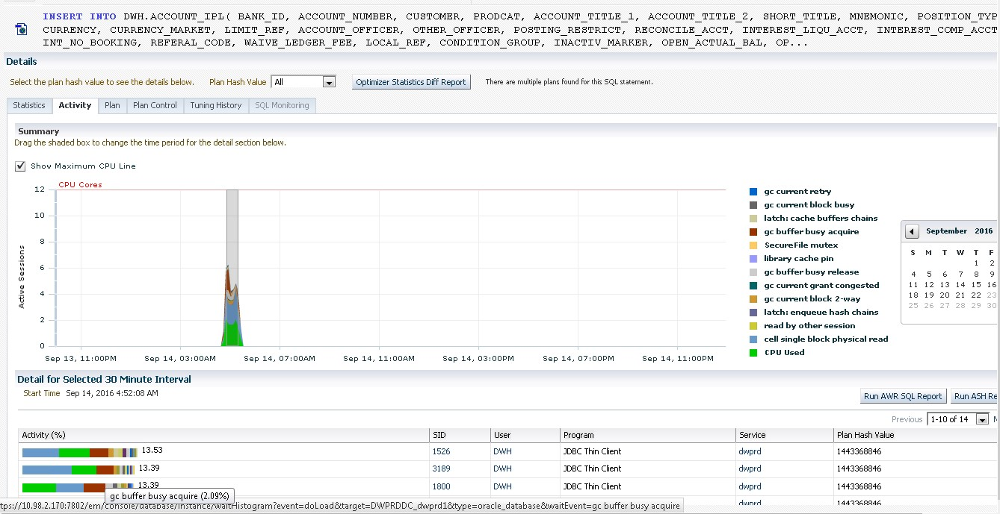 INSERT INTO DWH.ACCOUNT_IPL( BANK_ID, ACCOUNT_NUMBER, CUSTOMER, PRODCAT, ACCOUNT_TITLE_1, ACCOUNT_TITLE_2, SHORT_TITLE, MNEMONIC, POSITION_TYP
CURRENCY, CURRENCY_MARKET, LIMIT_REF, ACCOUNT_OFFICER, OTHER_OFFICER, POSTING_RESTRICT, RECONCILE_ACCT, INTEREST_LIQU_ACCT, INTEREST_COMP_ACCT
INT_NO_BOOKING, REFERAL_CODE, WAIVE_LEDGER_FEE, LOCAL_REF, CONDITION_GROUP, INACTIV_MARKER, OPEN_ACTUAL_BAL, OP...
Details
Select the plan hash value to see the details below. Plan Hash Value All Optimizer Statistics Diff Report There are multiple plans found for this SQL statement.
Statistics Activity Plan Plan Control Tuning History SQL Monitoring
Summary
Drag the shaded box to change the time period for the detail section below.
Show Maximum CPU Line
CPU Cores
12
10
8
6
4
2
0
Active Sessions
Sep 13, 11:00PM Sep 14, 03:00AM Sep 14, 07:00AM Sep 14, 11:00AM Sep 14, 03:00PM Sep 14, 07:00PM Sep 14, 11:00PM
gc current retry
gc current block busy
latch: cache buffers chains
gc buffer busy acquire
SecureFile mutex
library cache pin
gc buffer busy release
gc current grant congested
gc current block 2-way
latch: enqueue hash chains
read by other session
cell single block physical read
CPU Used
September 2016
S M T W T F
1 2
4 5 6 7 8 9
11 12 13 14 15 16
18 19 20 21 22 23
25 26 27 28 29 30
Detail for Selected 30 Minute Interval
Start Time Sep 14, 2016 4:52:08 AM
Run AWR SQL Report Run ASH Re
Previous 1-10 of 14 N
Activity (%) SID User Program Service Plan Hash Value
13.53 1526 DWH JDBC Thin Client dwprd 1443368846
13.39 3189 DWH JDBC Thin Client dwprd 1443368846
13.39 1800 DWH JDBC Thin Client dwprd 1443368846
gc buffer busy acquire (2.09%)
tps://10.98.2.170:7802/em/console/database/instance/waitHistogram?event=doLoad&target=DWPRDDC_dwprd1&type=oracle_database&waitEvent=gc buffer busy acquire
1443368846